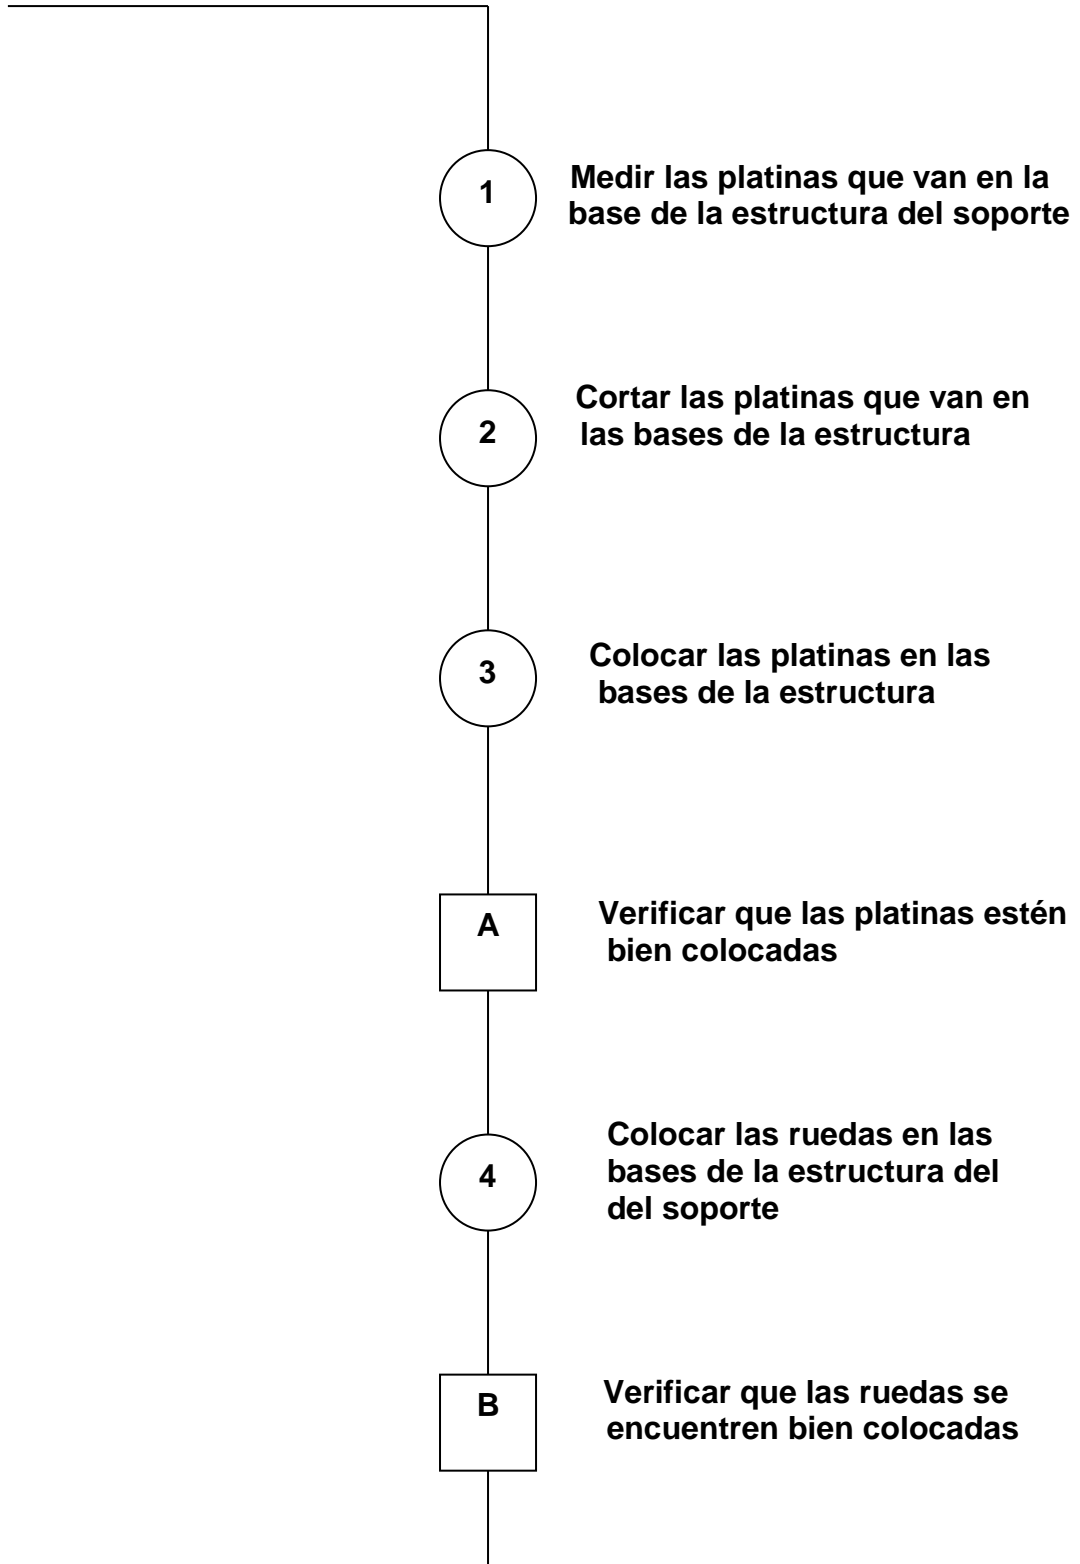 1
Medir las platinas que van en la
base de la estructura del soporte
2
Cortar las platinas que van en
las bases de la estructura
3
Colocar las platinas en las
bases de la estructura
A
Verificar que las platinas estén
bien colocadas
4
Colocar las ruedas en las
bases de la estructura del
del soporte
B
Verificar que las ruedas se
encuentren bien colocadas